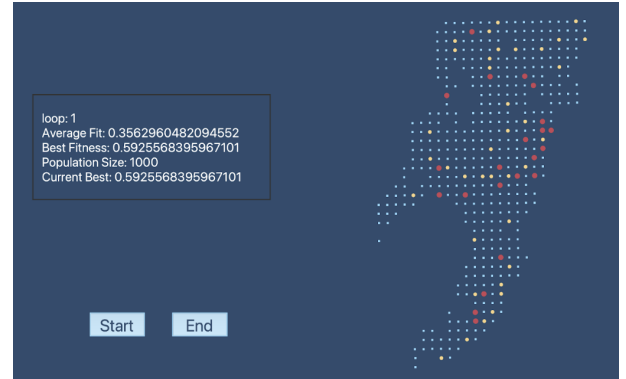 loop: 1
Average Fit: 0.3562960482094552
Best Fitness: 0.5925568395967101
Population Size: 1000
Current Best: 0.5925568395967101
Start
End